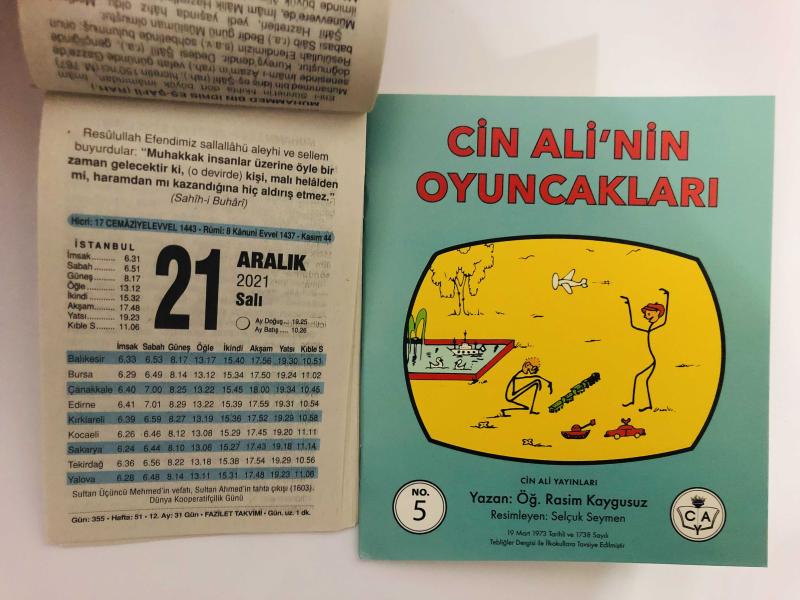 MUHAMMED BİN İDRİS EŞ-ŞÂFİÎ (RAH.)
Resûlullah Efendimiz sallallâhü aleyhi ve sellem
buyurdular: "Muhakkak insanlar üzerine öyle bir
zaman gelecektir ki, (o devirde) kişi, malı helâlden
mi, haramdan mı kazandığına hiç aldırış etmez."
(Sahîh-i Buhârî)
Hicri: 17 CEMÂZİYELEVVEL 1443 - Rûmî: 8 Kânuni Evvel 1437 - Kasım 44
İSTANBUL
İmsak 6.31
Sabah 6.51
Güneş 8.17
Öğle 13.12
İkindi 15.32
Akşam 17.48
Yatsı 19.23
Kıble S 11.06
21
ARALIK
2021
Salı
Ay Doğuş 19.25
Ay Batış 10.26
İmsak Sabah Güneş Öğle İkindi Akşam Yatsı Kıble S
Balıkesir 6.33 6.53 8.17 13.17 15.40 17.56 19.30 10.51
Bursa 6.29 6.49 8.14 13.12 15.34 17.50 19.24 11.02
Çanakkale 6.40 7.00 8.25 13.22 15.45 18.00 19.34 10.45
Edirne 6.41 7.01 8.29 13.22 15.39 17.55 19.31 10.54
Kırklareli 6.39 6.59 8.27 13.19 15.36 17.52 19.29 10.58
Kocaeli 6.26 6.46 8.12 13.08 15.29 17.45 19.20 11.11
Sakarya 6.24 6.44 8.10 13.06 15.27 17.43 19.18 11.14
Tekirdağ 6.36 6.56 8.22 13.18 15.38 17.54 19.29 10.56
Yalova 6.28 6.48 8.14 13.11 15.31 17.48 19.23 11.06
Sultan Üçüncü Mehmed'in vefatı, Sultan Ahmed'in tahta çıkışı (1603).
Dünya Kooperatifçilik Günü
Gün: 355 • Hafta: 51 • 12. Ay: 31 Gün • FAZİLET TAKVİMİ • Gün. uz. 1 dk.
CİN ALİ'NİN
OYUNCAKLARI
CİN ALİ YAYINLARI
Yazan: Öğ. Rasim Kaygusuz
Resimleyen: Selçuk Seymen
19 Mart 1973 Tarihli ve 1738 Sayılı
Tebliğler Dergisi ile İlkokullara Tavsiye Edilmiştir
NO.
5
C A
Y